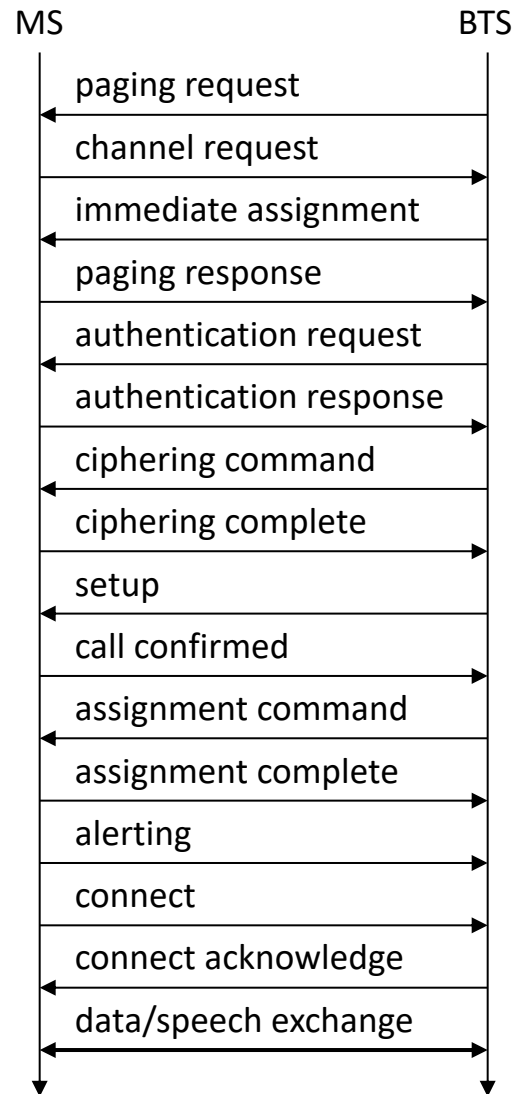 MS
BTS
paging request
channel request
immediate assignment
paging response
authentication request
authentication response
ciphering command
ciphering complete
setup
call confirmed
assignment command
assignment complete
alerting
connect
connect acknowledge
data/speech exchange